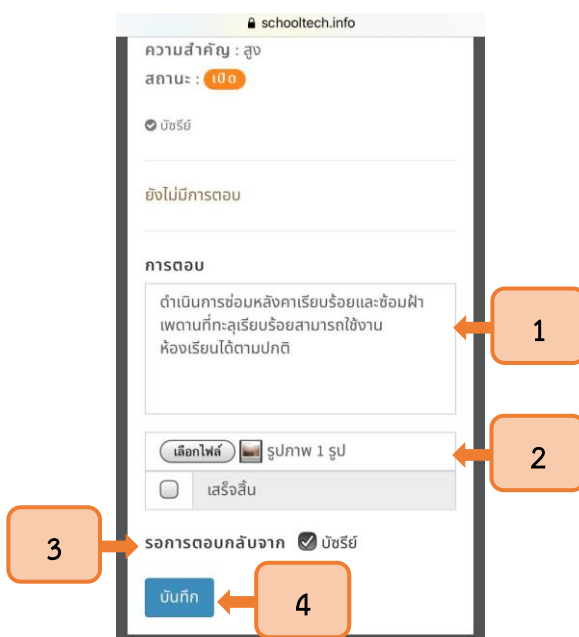 schooltech.info
ความสำคัญ : สูง
สถานะ : เปิด
บัซรีย์
ยังไม่มีการตอบ
การตอบ
ดำเนินการซ่อมหลังคาเรียบร้อยและซ้อมฝ้า
เพดานที่ทะลุเรียบร้อยสามารถใช้งาน
ห้องเรียนได้ตามปกติ
1
เลือกไฟล์ รูปภาพ 1 รูป
2
เสร็จสิ้น
3
รอการตอบกลับจาก บัซรีย์
บันทึก
4